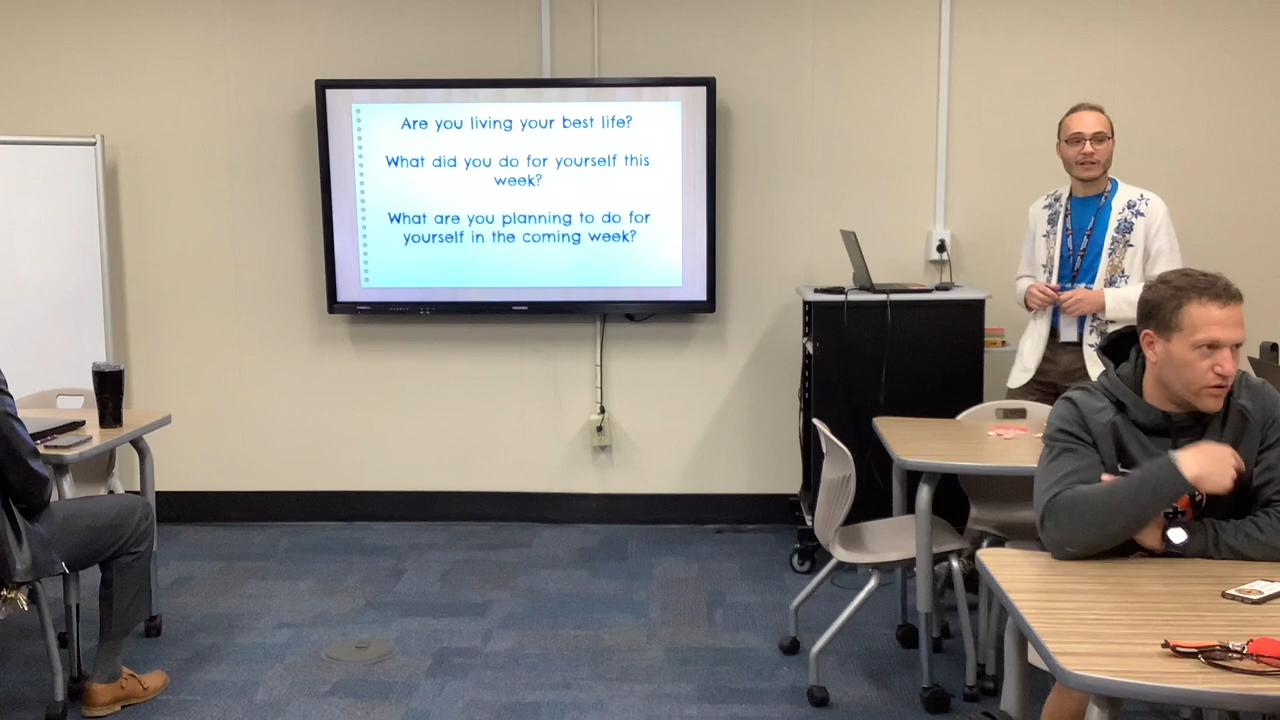 Are you living your best life?
What did you do for yourself this
week?
What are you planning to do for
yourself in the coming week?